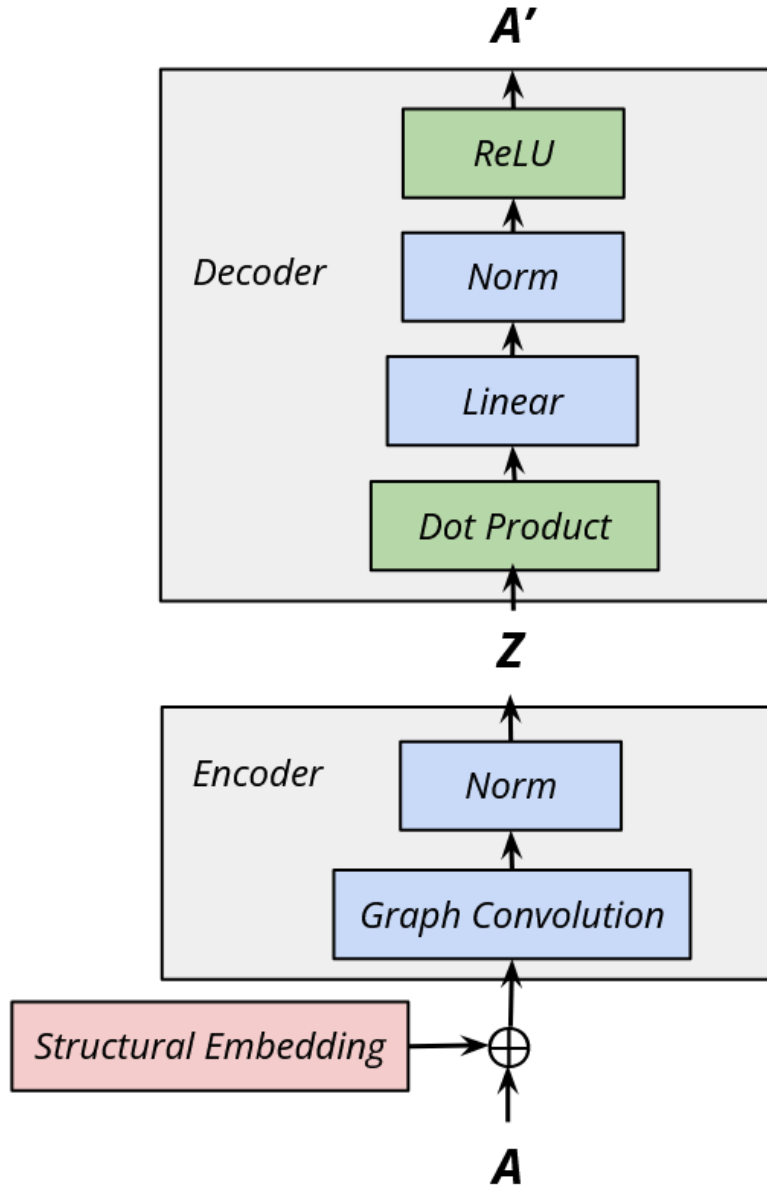 A′
ReLU
Norm
Decoder
Linear
Dot Product
Z
Norm
Encoder
Graph Convolution
Structural Embedding
A